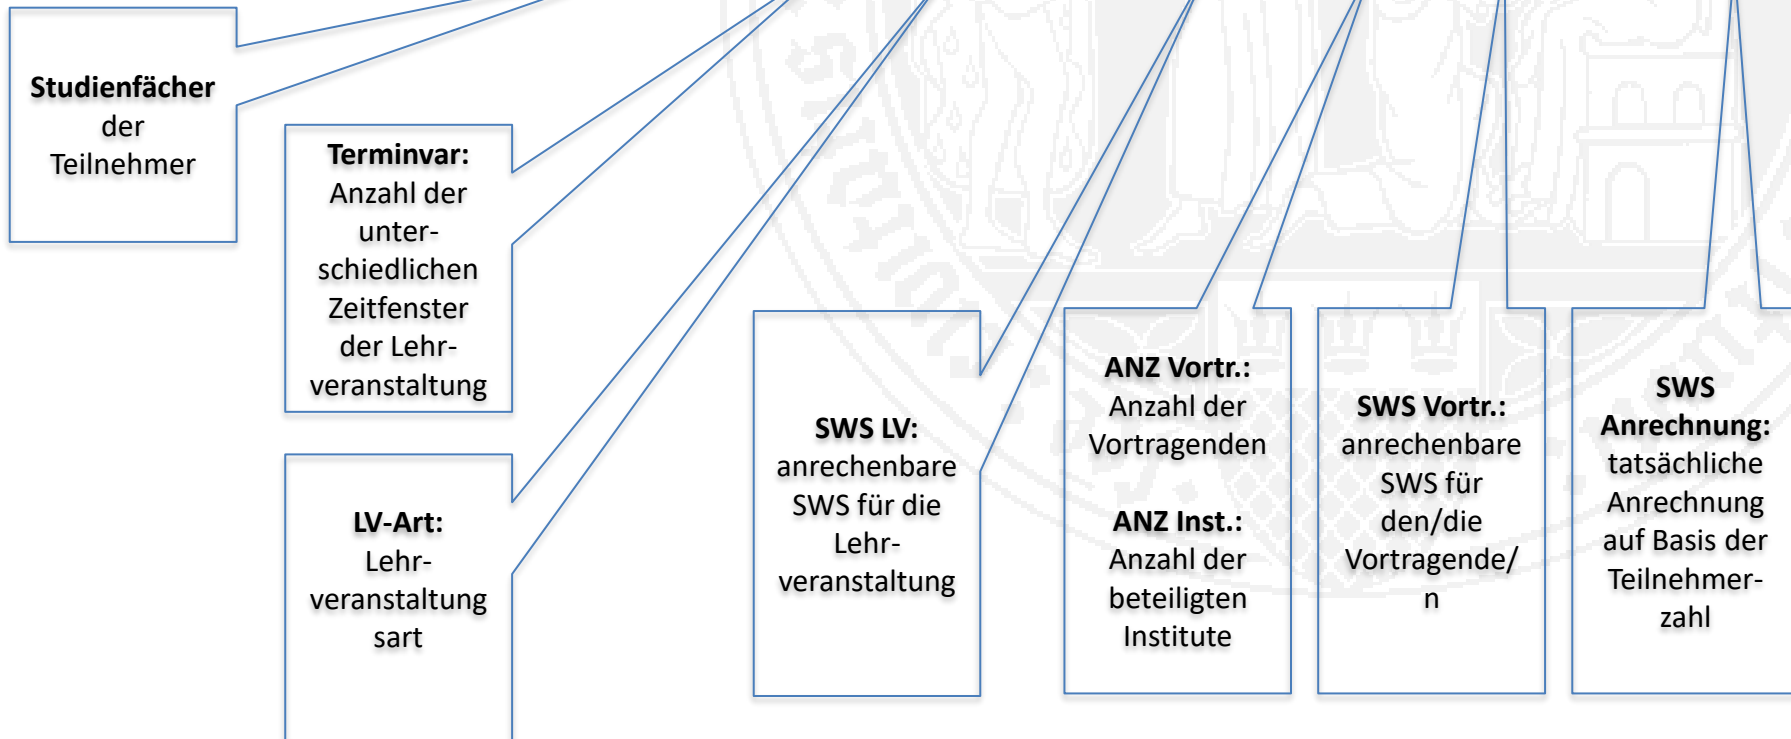 Studienfächer
der
Teilnehmer
Terminvar:
Anzahl der
unter-
schiedlichen
Zeitfenster
der Lehr-
veranstaltung
LV-Art:
Lehr-
veranstaltung
sart
SWS LV:
anrechenbare
SWS für die
Lehr-
veranstaltung
ANZ Vortr.:
Anzahl der
Vortragenden
ANZ Inst.:
Anzahl der
beteiligten
Institute
SWS Vortr.:
anrechenbare
SWS für
den/die
Vortragende/
n
SWS
Anrechnung:
tatsächliche
Anrechnung
auf Basis der
Teilnehmer-
zahl